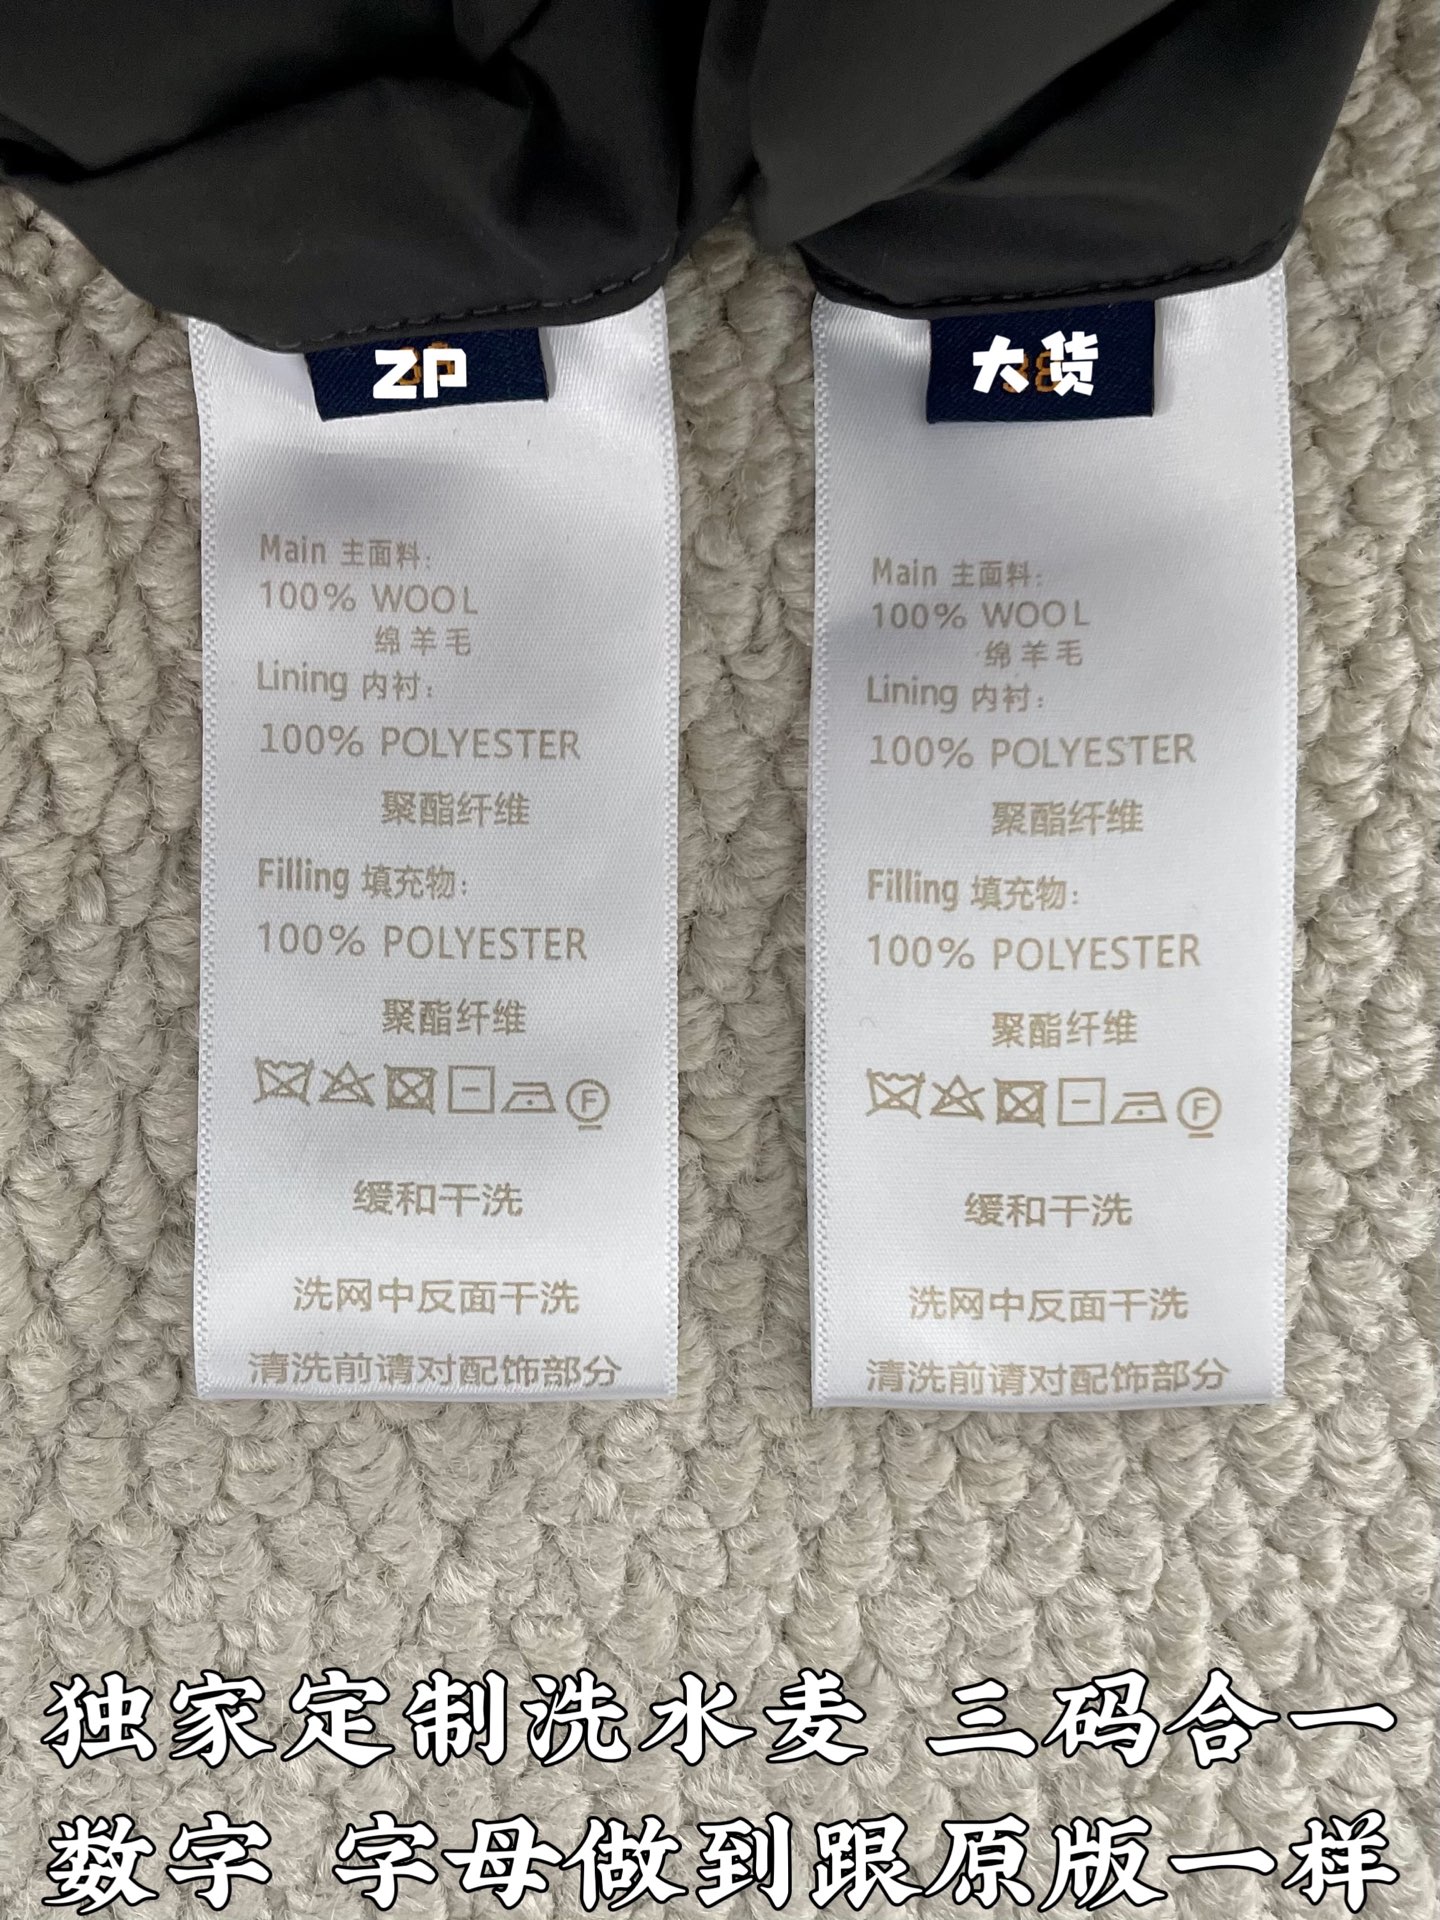 ZP
大货
38
Main 主面料:
100% WOOL
绵羊毛
Lining 内衬:
100% POLYESTER
聚酯纤维
Filling 填充物:
100% POLYESTER
聚酯纤维
F
缓和干洗
洗网中反面干洗
清洗前请对配饰部分
Main 主面料:
100% WOOL
绵羊毛
Lining 内衬:
100% POLYESTER
聚酯纤维
Filling 填充物:
100% POLYESTER
聚酯纤维
F
缓和干洗
洗网中反面干洗
清洗前请对配饰部分
独家定制洗水麦 三码合一
数字 字母做到跟原版一样